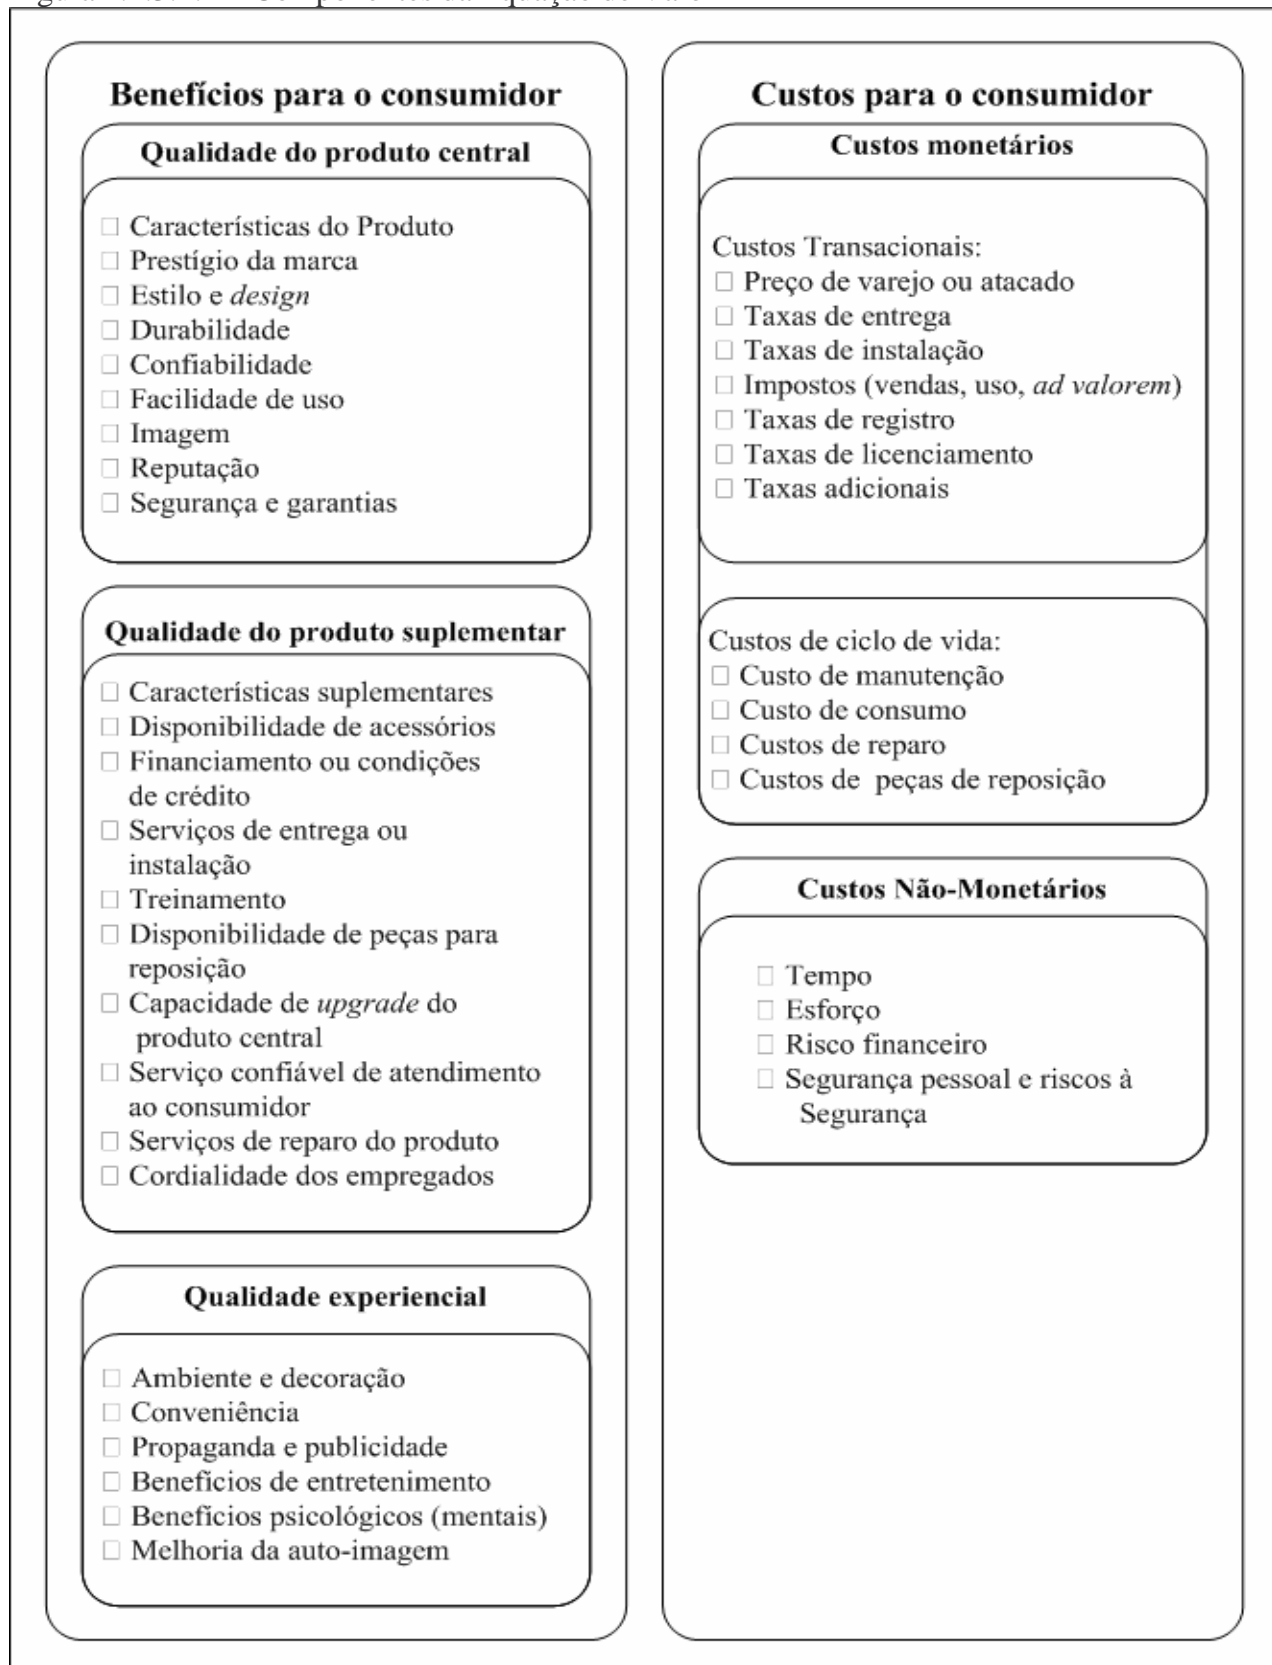 Benefícios para o consumidor
Qualidade do produto central
□ Características do Produto
□ Prestígio da marca
□ Estilo e design
□ Durabilidade
□ Confiabilidade
□ Facilidade de uso
□ Imagem
□ Reputação
□ Segurança e garantias
Qualidade do produto suplementar
□ Características suplementares
□ Disponibilidade de acessórios
□ Financiamento ou condições
de crédito
□ Serviços de entrega ou
instalação
□ Treinamento
□ Disponibilidade de peças para
reposição
□ Capacidade de upgrade do
produto central
□ Serviço confiável de atendimento
ao consumidor
□ Serviços de reparo do produto
□ Cordialidade dos empregados
Qualidade experiencial
□ Ambiente e decoração
□ Conveniência
□ Propaganda e publicidade
□ Benefícios de entretenimento
□ Benefícios psicológicos (mentais)
□ Melhoria da auto-imagem
Custos para o consumidor
Custos monetários
Custos Transacionais:
□ Preço de varejo ou atacado
□ Taxas de entrega
□ Taxas de instalação
□ Impostos (vendas, uso, ad valorem)
□ Taxas de registro
□ Taxas de licenciamento
□ Taxas adicionais
Custos de ciclo de vida:
□ Custo de manutenção
□ Custo de consumo
□ Custos de reparo
□ Custos de peças de reposição
Custos Não-Monetários
□ Tempo
□ Esforço
□ Risco financeiro
□ Segurança pessoal e riscos à
Segurança